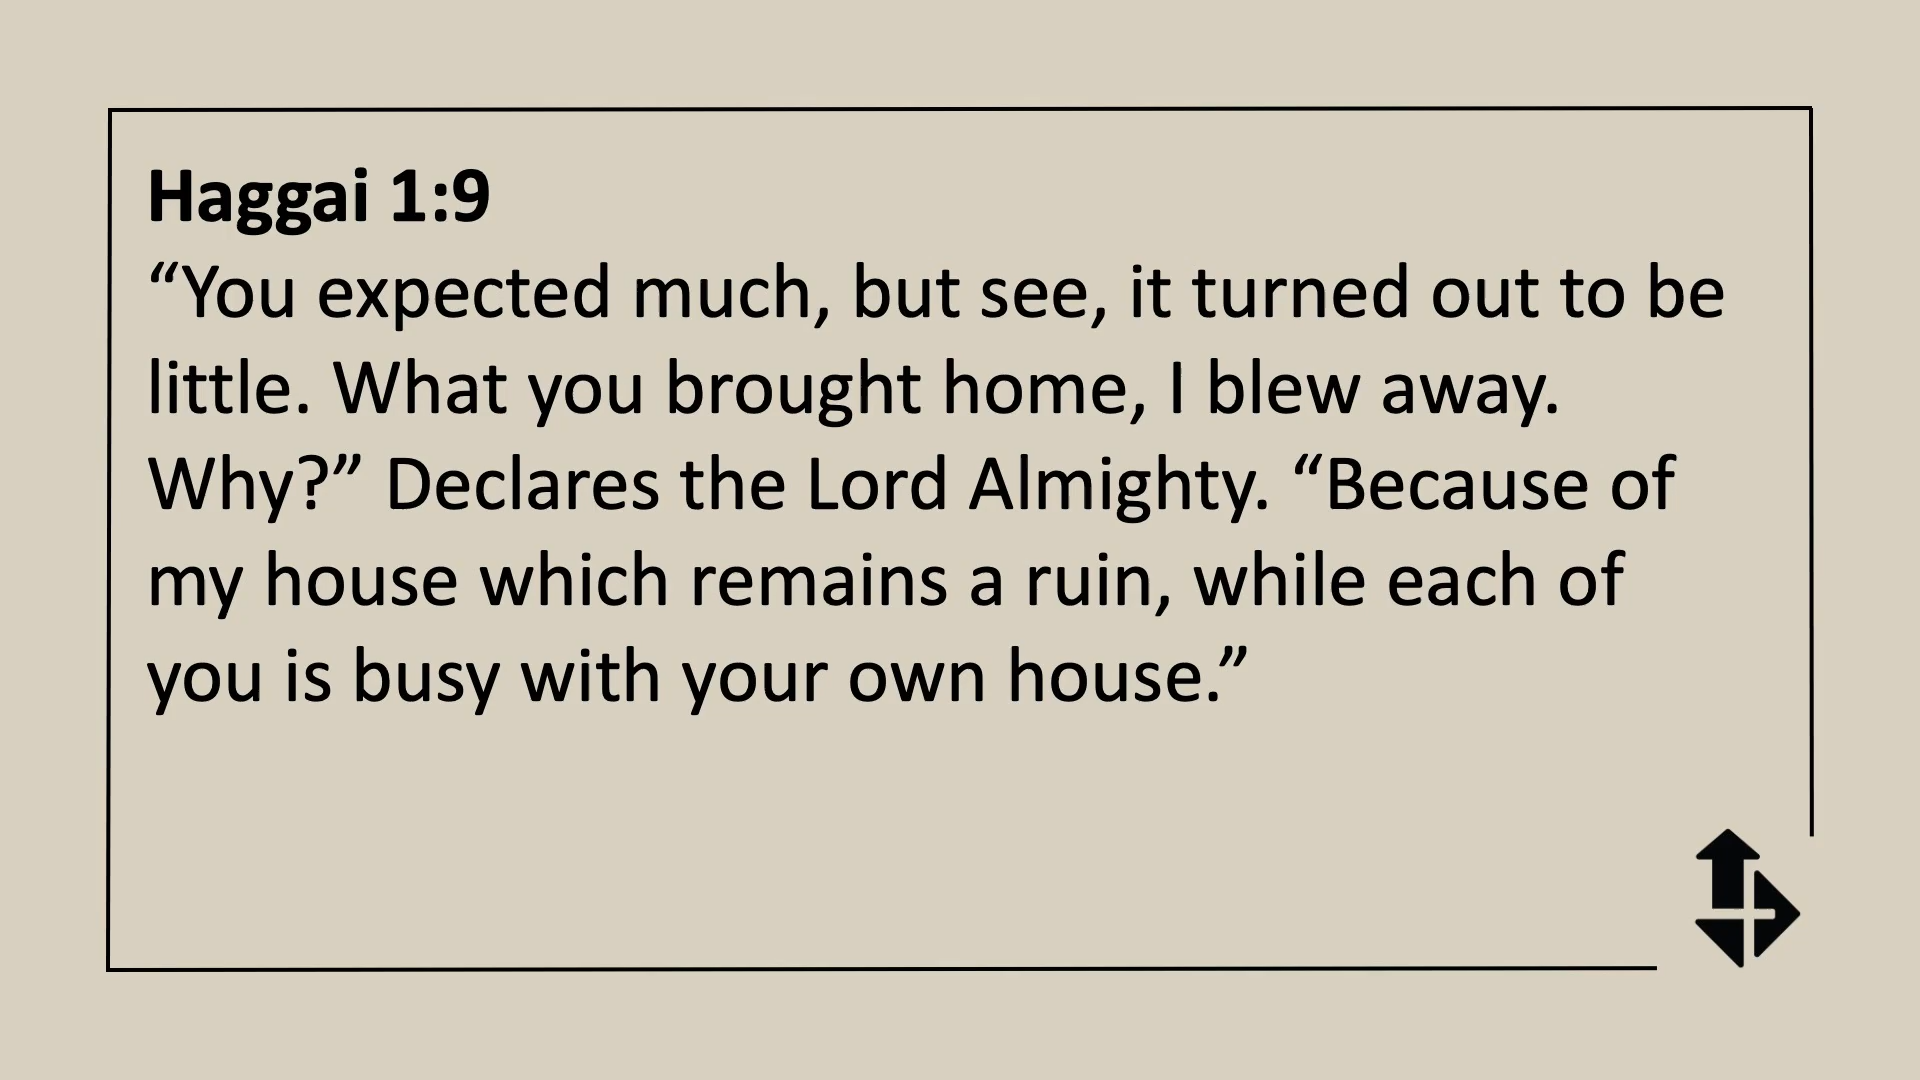 Haggai 1:9
“You expected much, but see, it turned out to be
little. What you brought home, I blew away.
Why?” Declares the Lord Almighty. “Because of
my house which remains a ruin, while each of
you is busy with your own house.”